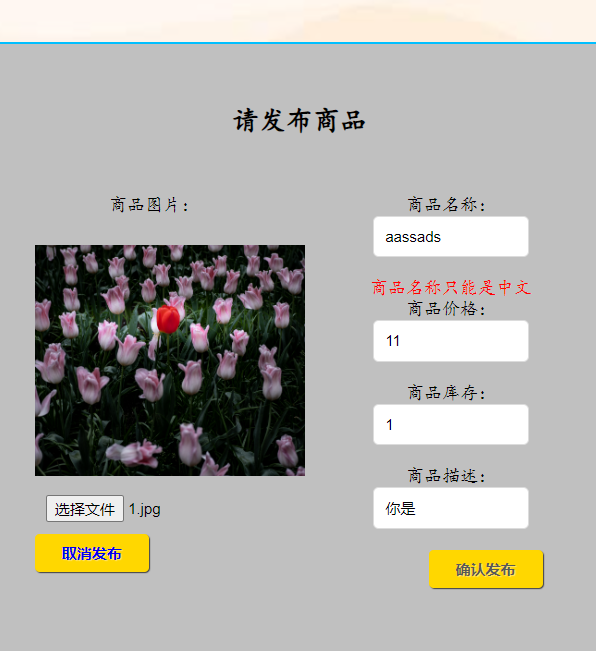 请发布商品
商品图片：
商品名称：
aassads
商品名称只能是中文
商品价格：
11
商品库存：
1
商品描述：
你是
选择文件 1.jpg
取消发布
确认发布